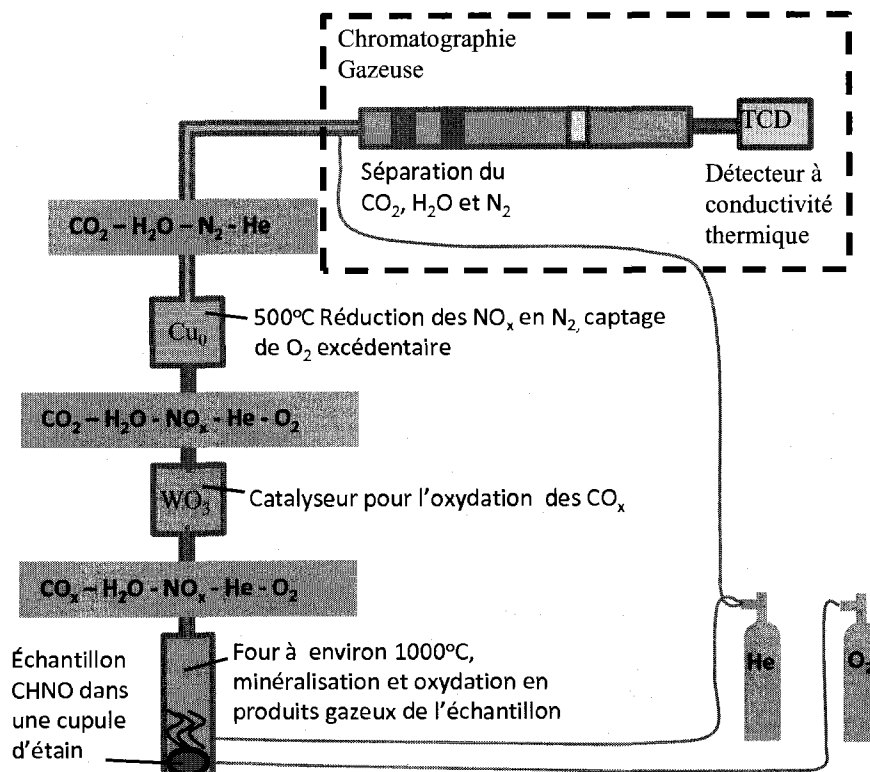 Chromatographie
Gazeuse
TCD
Séparation du
CO₂, H₂O et N₂
Détecteur à
conductivité
thermique
CO₂ – H₂O – N₂ - He
Cu₀
500°C Réduction des NOₓ en N₂, captage
de O₂ excédentaire
CO₂ – H₂O - NOₓ - He - O₂
WO₃
Catalyseur pour l'oxydation des COₓ
COₓ – H₂O - NOₓ - He - O₂
Échantillon
CHNO dans
une cupule
d'étain
Four à environ 1000°C,
minéralisation et oxydation en
produits gazeux de l'échantillon
He
O₂